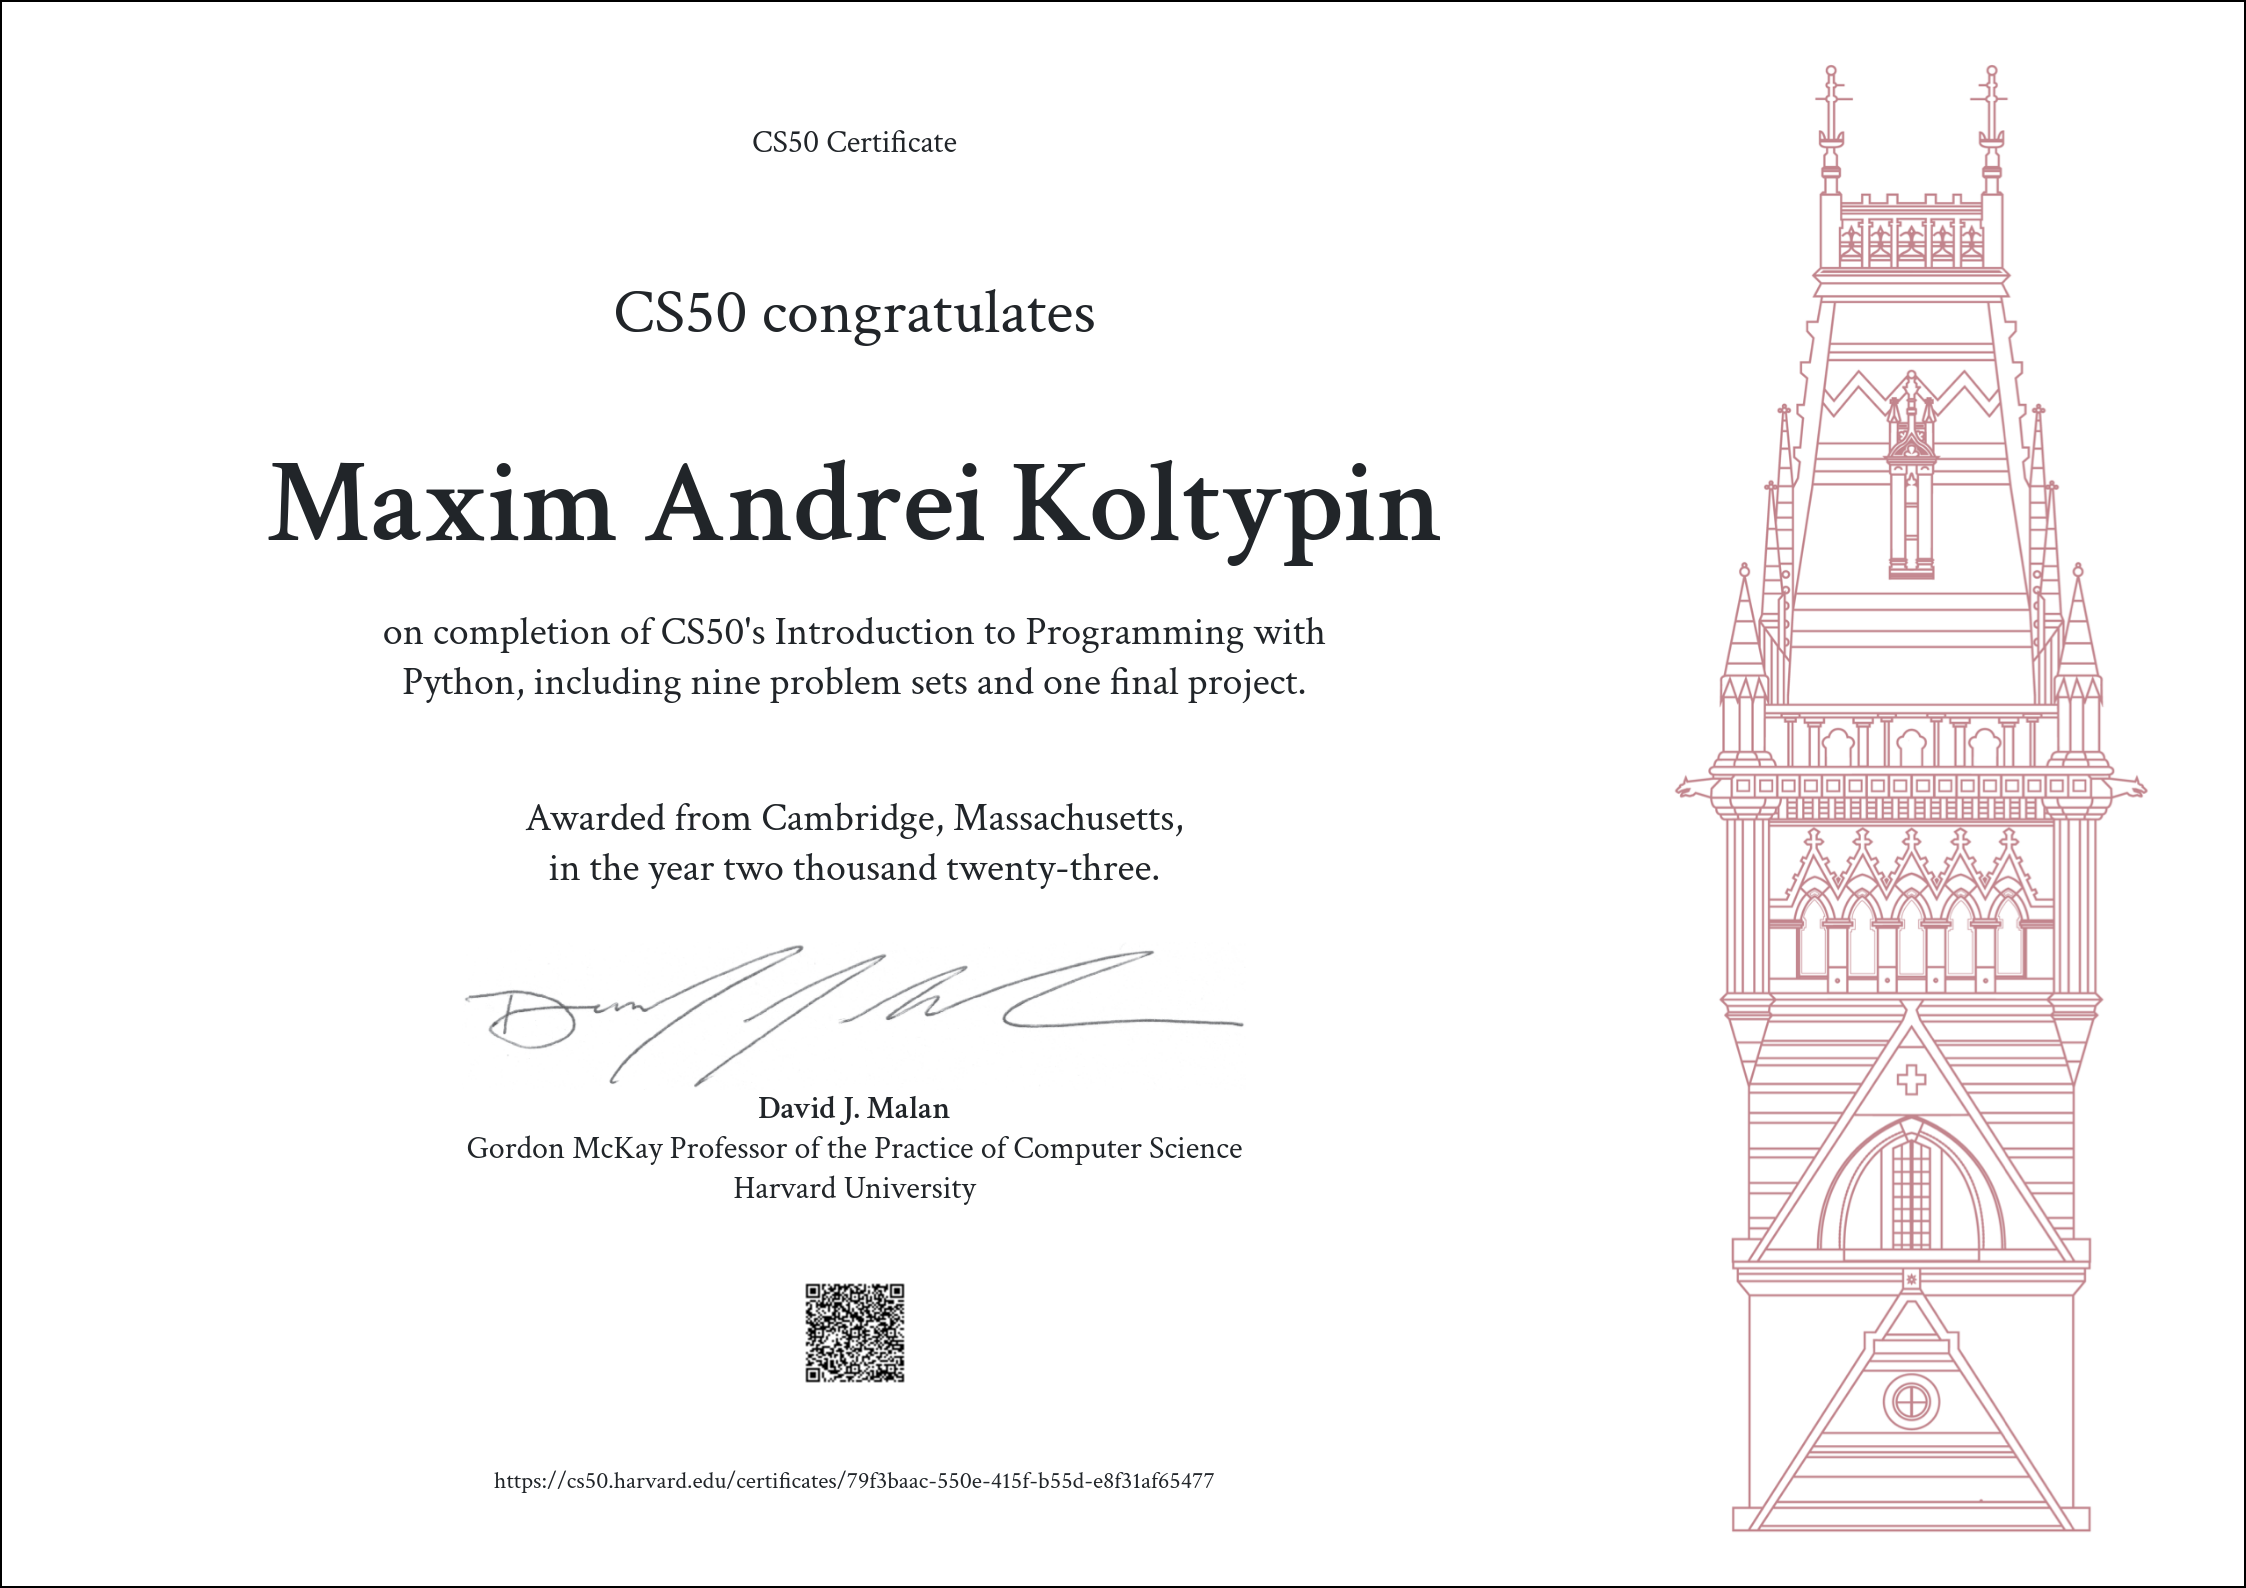 CS50 Certificate
CS50 congratulates
Maxim Andrei Koltypin
on completion of CS50's Introduction to Programming with
Python, including nine problem sets and one final project.
Awarded from Cambridge, Massachusetts,
in the year two thousand twenty-three.
David J. Malan
Gordon McKay Professor of the Practice of Computer Science
Harvard University
https://cs50.harvard.edu/certificates/79f3baac-550e-415f-b55d-e8f31af65477